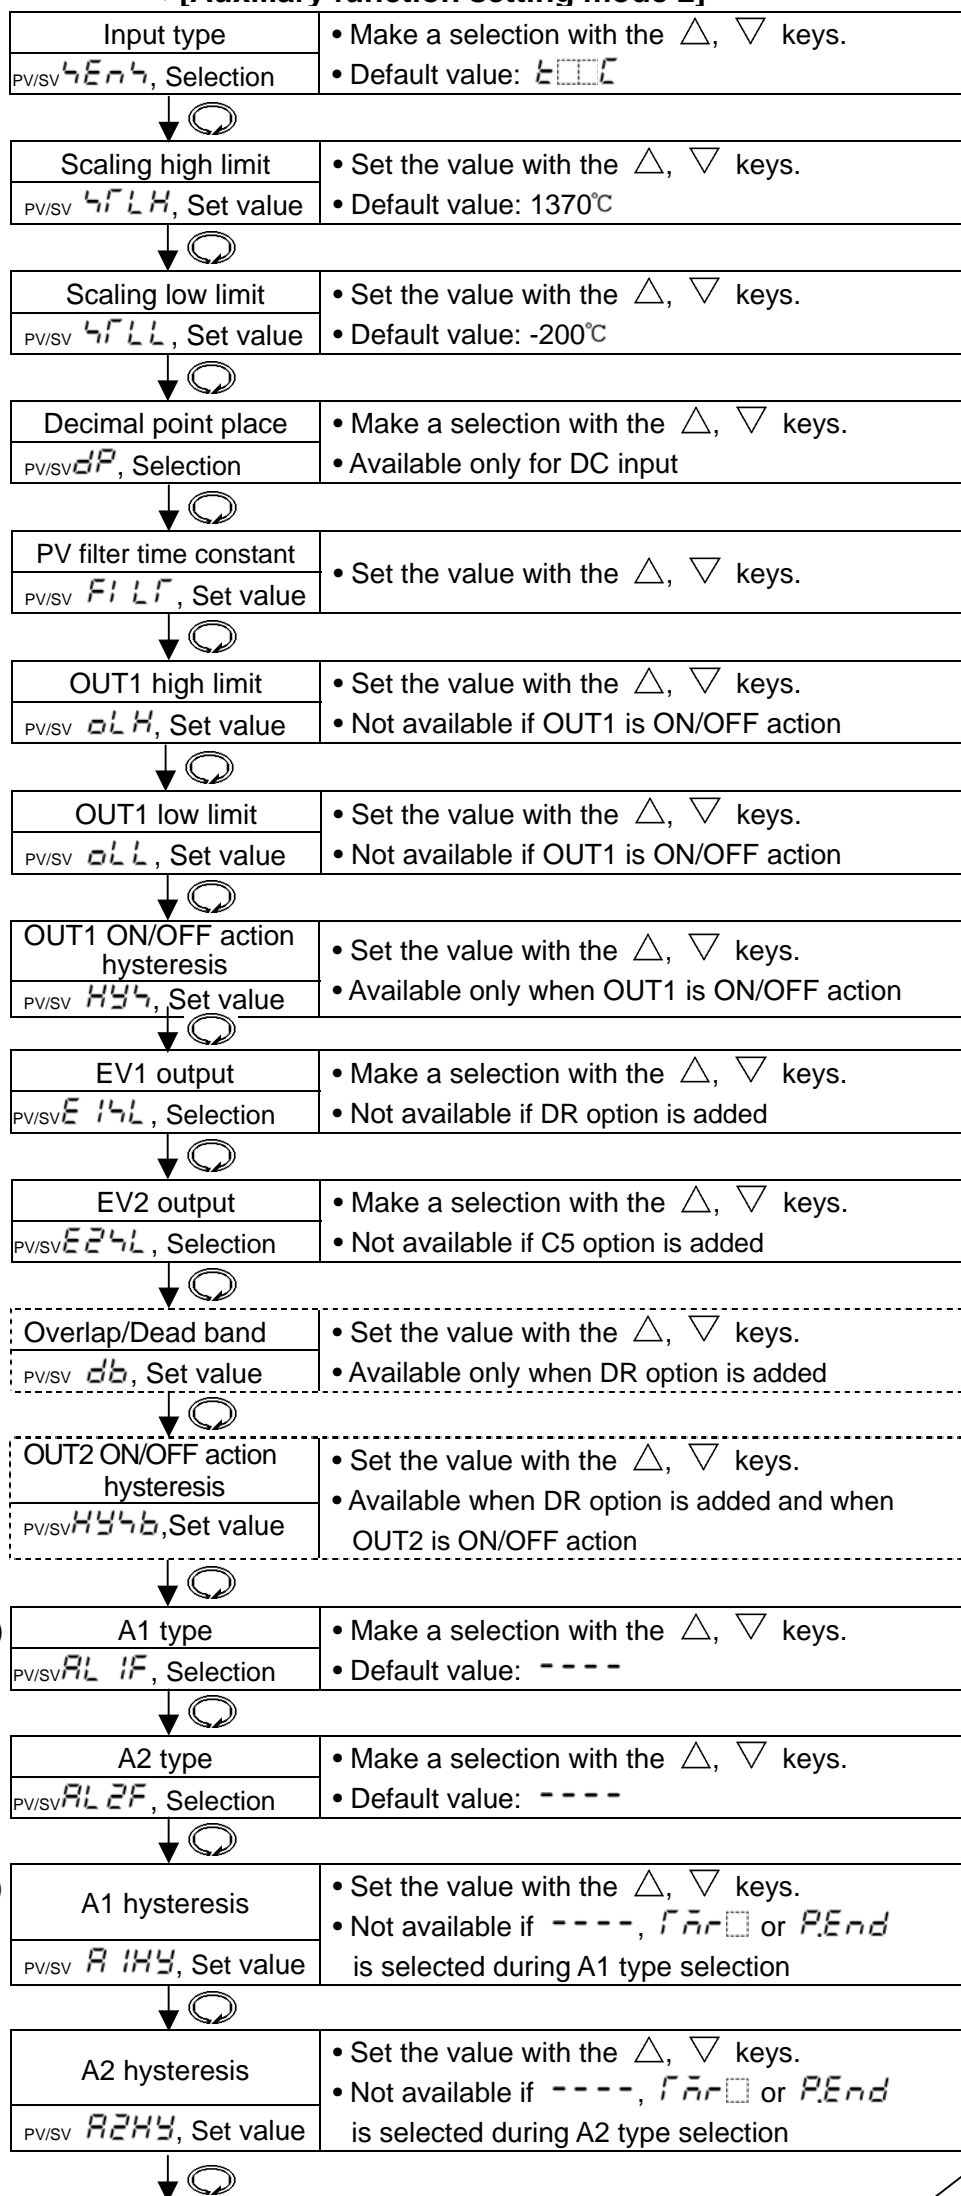 [Auxiliary function setting mode 2]
Input type
• Make a selection with the △, ▽ keys.
PV/SV SEnS, Selection
• Default value: E□□C
Scaling high limit
• Set the value with the △, ▽ keys.
PV/SV SFLH, Set value
• Default value: 1370℃
Scaling low limit
• Set the value with the △, ▽ keys.
PV/SV SFLL, Set value
• Default value: -200℃
Decimal point place
• Make a selection with the △, ▽ keys.
PV/SV dP, Selection
• Available only for DC input
PV filter time constant
• Set the value with the △, ▽ keys.
PV/SV FILT, Set value
OUT1 high limit
• Set the value with the △, ▽ keys.
PV/SV oLH, Set value
• Not available if OUT1 is ON/OFF action
OUT1 low limit
• Set the value with the △, ▽ keys.
PV/SV oLL, Set value
• Not available if OUT1 is ON/OFF action
OUT1 ON/OFF action
hysteresis
• Set the value with the △, ▽ keys.
PV/SV HYS, Set value
• Available only when OUT1 is ON/OFF action
EV1 output
• Make a selection with the △, ▽ keys.
PV/SV E1SL, Selection
• Not available if DR option is added
EV2 output
• Make a selection with the △, ▽ keys.
PV/SV E2SL, Selection
• Not available if C5 option is added
Overlap/Dead band
• Set the value with the △, ▽ keys.
PV/SV db, Set value
• Available only when DR option is added
OUT2 ON/OFF action
hysteresis
• Set the value with the △, ▽ keys.
PV/SV HYSb,Set value
• Available when DR option is added and when
OUT2 is ON/OFF action
A1 type
• Make a selection with the △, ▽ keys.
PV/SV AL1F, Selection
• Default value: ----
A2 type
• Make a selection with the △, ▽ keys.
PV/SV AL2F, Selection
• Default value: ----
A1 hysteresis
• Set the value with the △, ▽ keys.
• Not available if ----, or P.End
PV/SV A1HY, Set value
is selected during A1 type selection
A2 hysteresis
• Set the value with the △, ▽ keys.
• Not available if ----, or P.End
PV/SV A2HY, Set value
is selected during A2 type selection